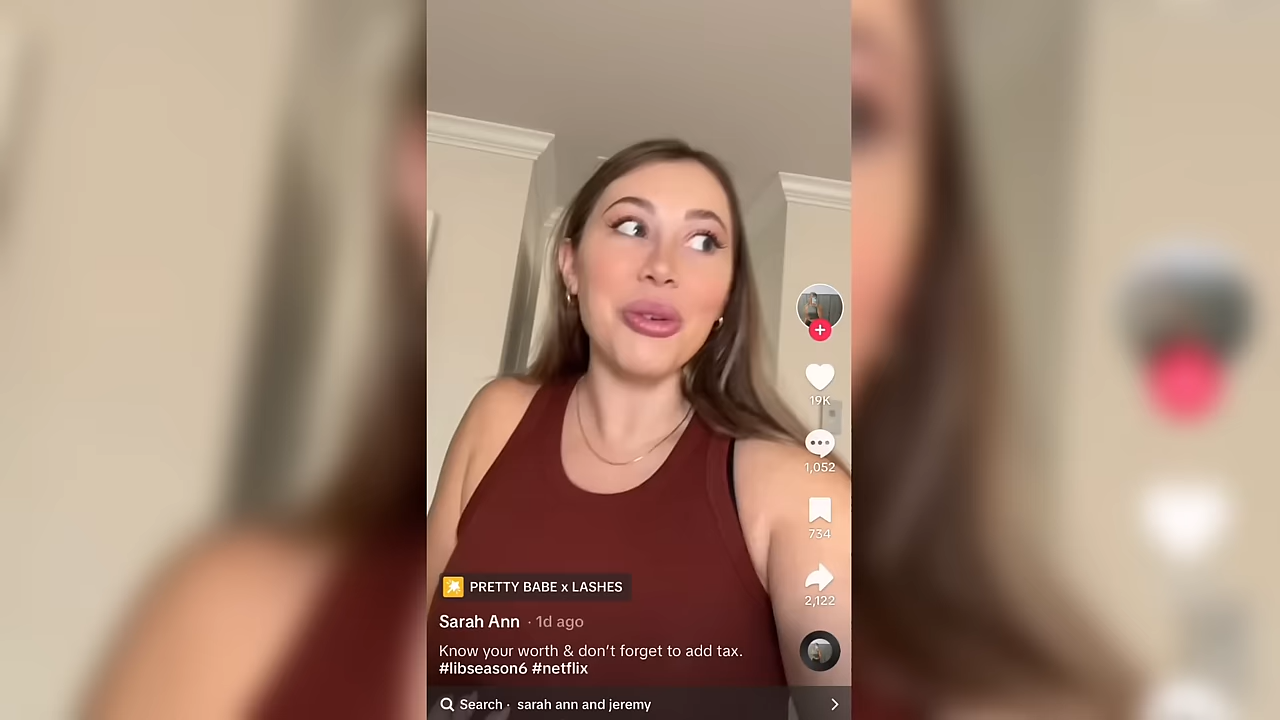 19K
1,052
734
2,122
PRETTY BABE x LASHES
Sarah Ann · 1d ago
Know your worth & don’t forget to add tax.
#libseason6 #netflix
Search · sarah ann and jeremy